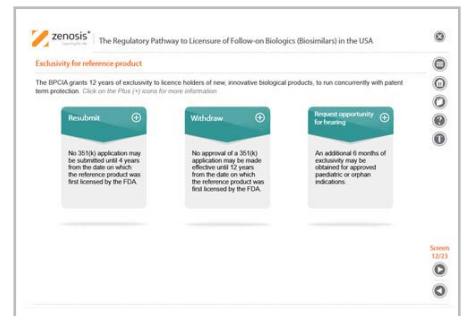 zenosis*
The Regulatory Pathway to Licensure of Follow-on Biologics (Biosimilars) in the USA
Exclusivity for reference product
The BPCIA grants 12 years of exclusivity to licence holders of new, innovative biological products, to run concurrently with patent
term protection. Click on the Plus (+) icons for more information
Resubmit
No 351(k) application may
be submitted until 4 years
from the date on which
the reference product was
first licensed by the FDA.
Withdraw
No approval of a 351(k)
application may be made
effective until 12 years
from the date on which
the reference product was
first licensed by the FDA.
Request opportunity
for hearing
An additional 6 months of
exclusivity may be
obtained for approved
paediatric or orphan
indications.
Screen
12/23